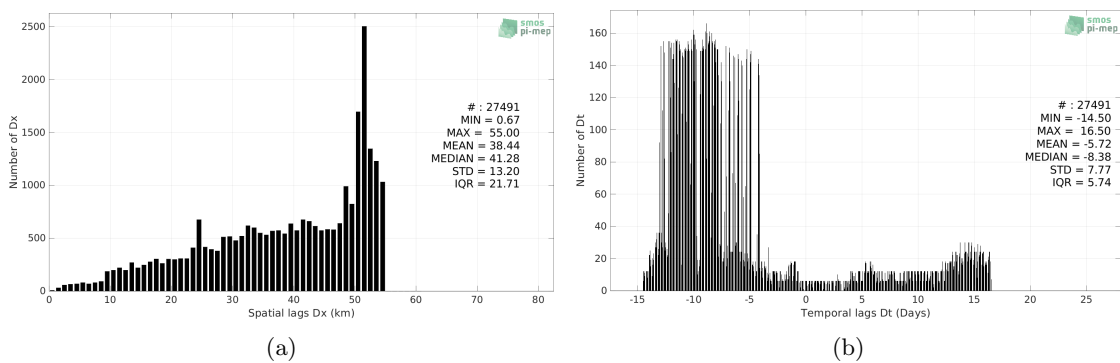 2500
2000
1500
1000
500
0
Number of Dx
0 10 20 30 40 50 60 70 80
Spatial lags Dx (km)
smos
pi-mep
# : 27491
MIN = 0.67
MAX = 55.00
MEAN = 38.44
MEDIAN = 41.28
STD = 13.20
IQR = 21.71
(a)
160
140
120
100
80
60
40
20
0
Number of Dt
-15 -10 -5 0 5 10 15 20 25
Temporal lags Dt (Days)
smos
pi-mep
# : 27491
MIN = -14.50
MAX = 16.50
MEAN = -5.72
MEDIAN = -8.38
STD = 7.77
IQR = 5.74
(b)